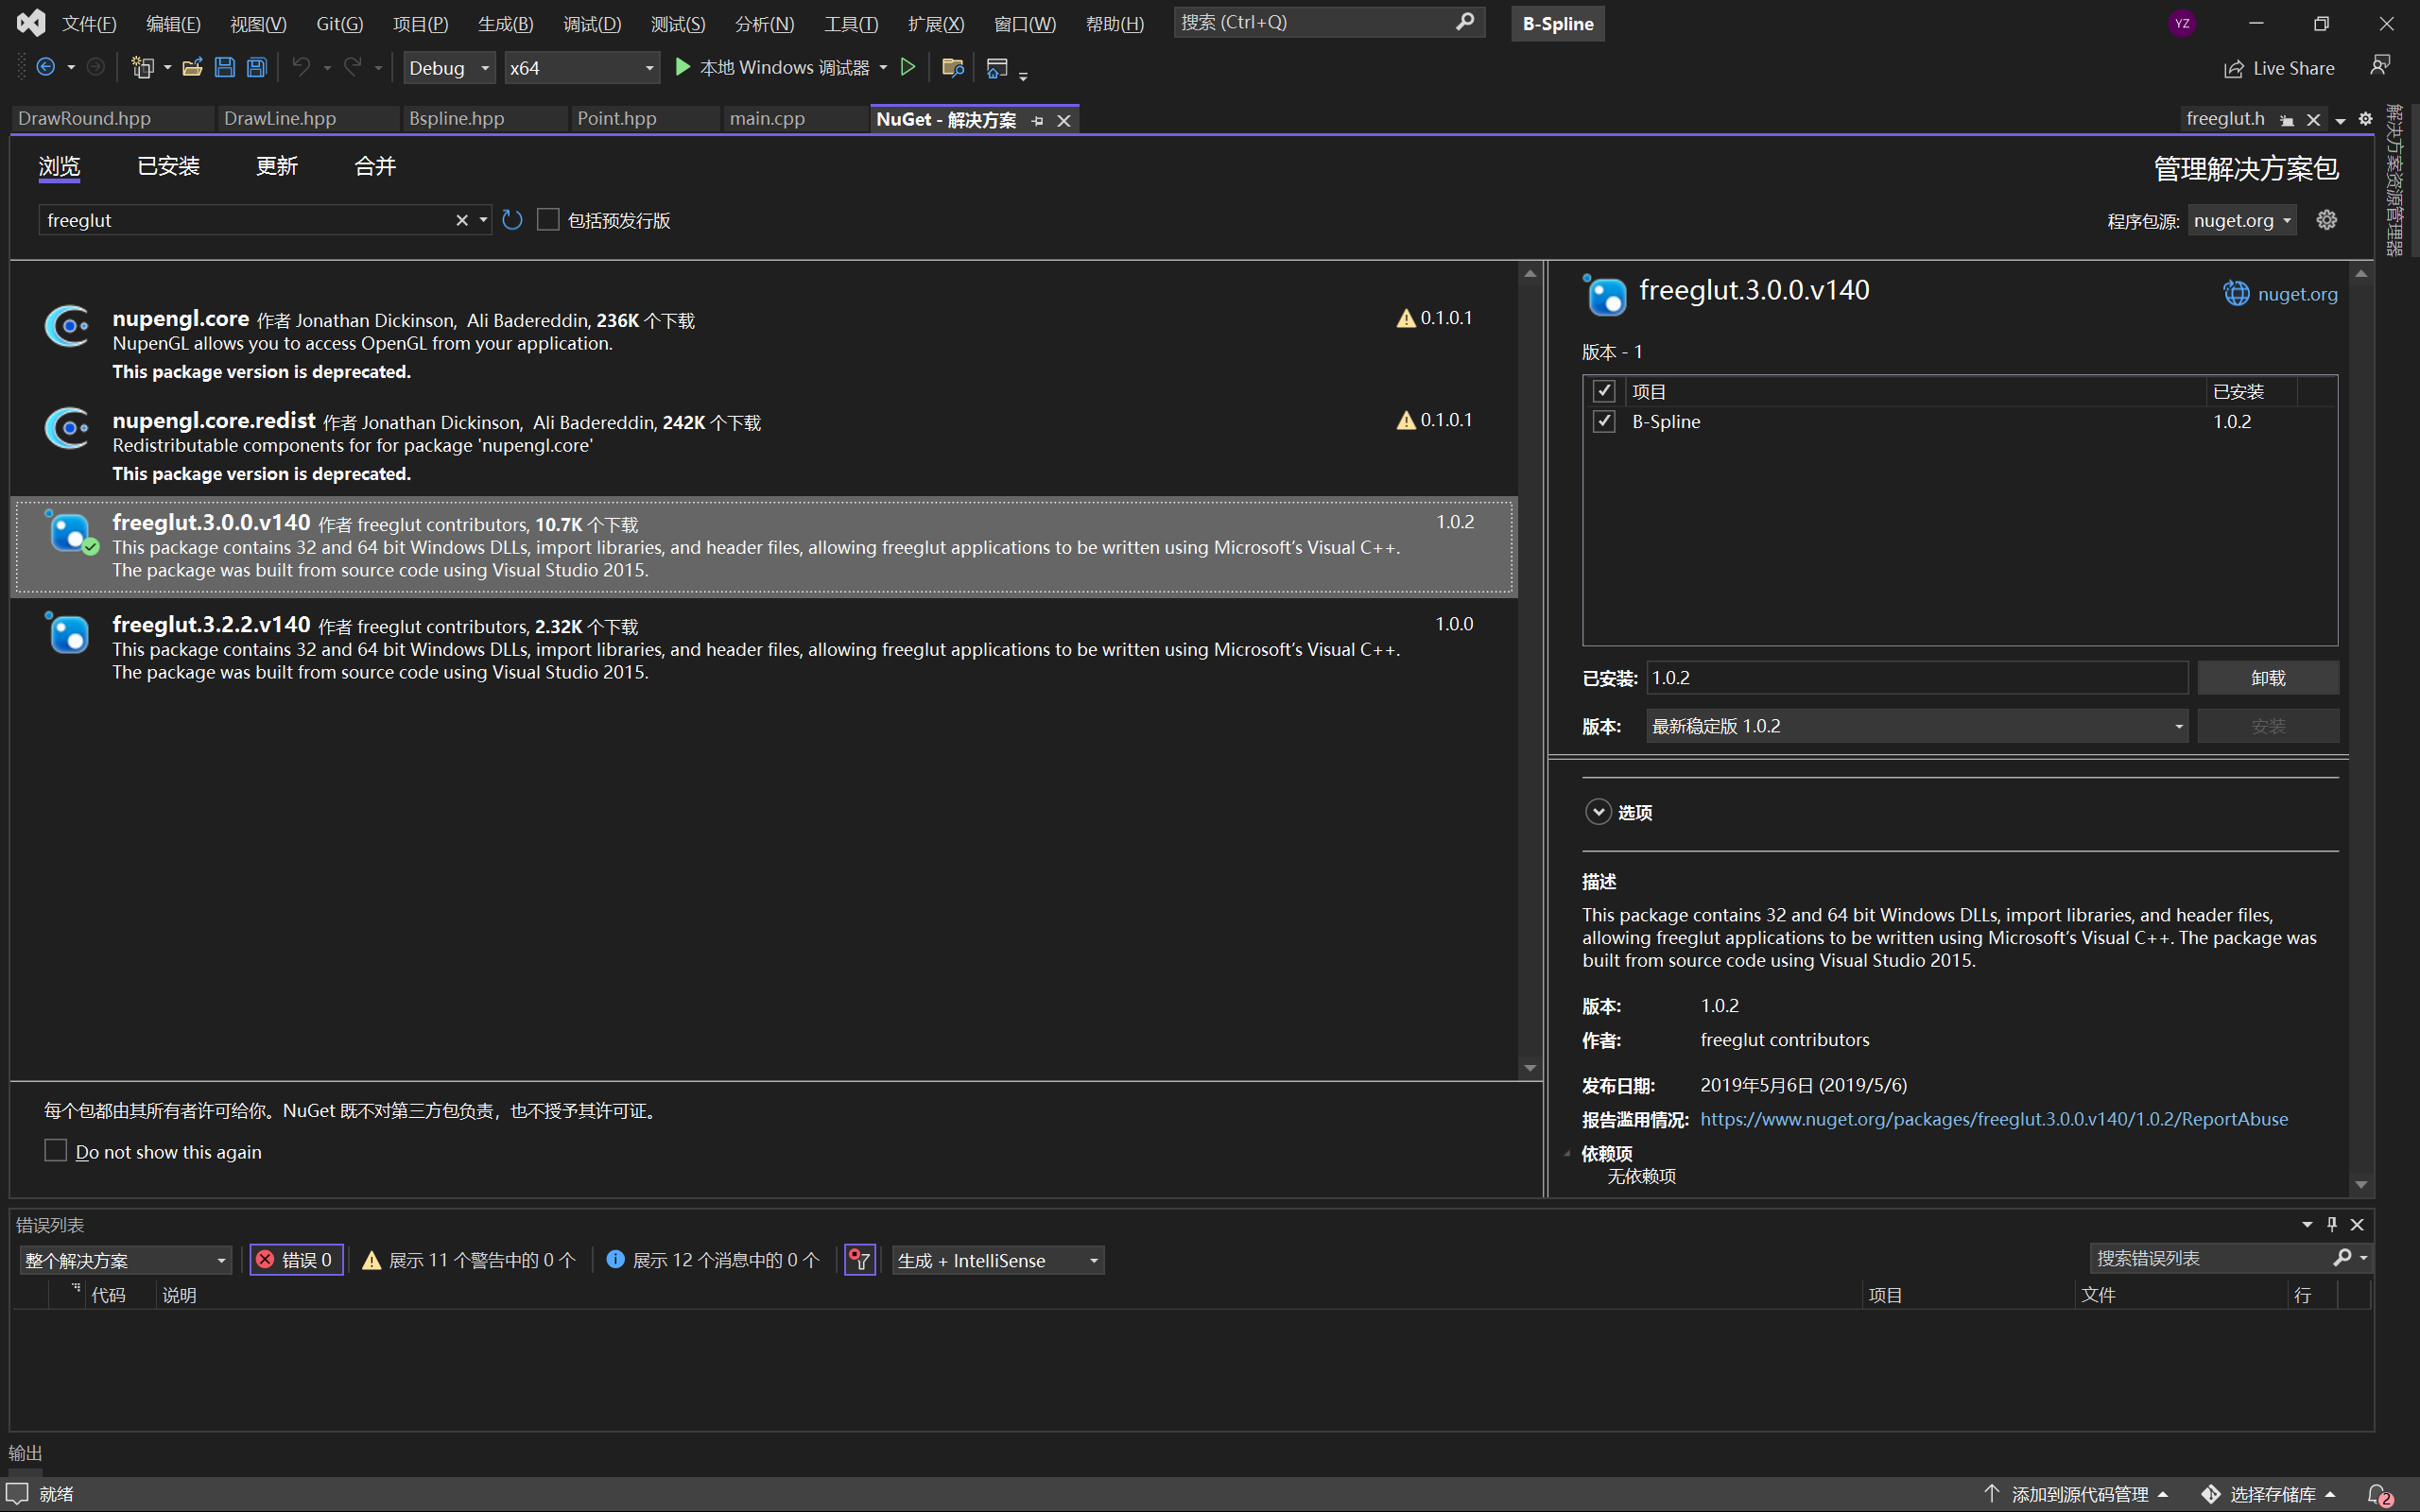 文件(F) 编辑(E) 视图(V) Git(G) 项目(P) 生成(B) 调试(D) 测试(S) 分析(N) 工具(T) 扩展(X) 窗口(W) 帮助(H) 搜索 (Ctrl+Q) B-Spline YZ
Debug x64 本地 Windows 调试器 Live Share
DrawRound.hpp DrawLine.hpp Bspline.hpp Point.hpp main.cpp NuGet - 解决方案 freeglut.h
解决方案资源管理器
浏览 已安装 更新 合并 管理解决方案包
freeglut 包括预发行版 程序包源: nuget.org
nupengl.core 作者 Jonathan Dickinson, Ali Badereddin, 236K 个下载 0.1.0.1
NupenGL allows you to access OpenGL from your application.
This package version is deprecated.
nupengl.core.redist 作者 Jonathan Dickinson, Ali Badereddin, 242K 个下载 0.1.0.1
Redistributable components for for package 'nupengl.core'
This package version is deprecated.
freeglut.3.0.0.v140 作者 freeglut contributors, 10.7K 个下载 1.0.2
This package contains 32 and 64 bit Windows DLLs, import libraries, and header files, allowing freeglut applications to be written using Microsoft’s Visual C++.
The package was built from source code using Visual Studio 2015.
freeglut.3.2.2.v140 作者 freeglut contributors, 2.32K 个下载 1.0.0
This package contains 32 and 64 bit Windows DLLs, import libraries, and header files, allowing freeglut applications to be written using Microsoft’s Visual C++.
The package was built from source code using Visual Studio 2015.
每个包都由其所有者许可给你。NuGet 既不对第三方包负责，也不授予其许可证。
Do not show this again
freeglut.3.0.0.v140 nuget.org
版本 - 1
项目 已安装
B-Spline 1.0.2
已安装: 1.0.2 卸载
版本: 最新稳定版 1.0.2 安装
选项
描述
This package contains 32 and 64 bit Windows DLLs, import libraries, and header files,
allowing freeglut applications to be written using Microsoft’s Visual C++. The package was
built from source code using Visual Studio 2015.
版本: 1.0.2
作者: freeglut contributors
发布日期: 2019年5月6日 (2019/5/6)
报告滥用情况: https://www.nuget.org/packages/freeglut.3.0.0.v140/1.0.2/ReportAbuse
依赖项
无依赖项
错误列表
整个解决方案 错误 0 展示 11 个警告中的 0 个 展示 12 个消息中的 0 个 生成 + IntelliSense 搜索错误列表
代码 说明 项目 文件 行
输出
就绪 添加到源代码管理 选择存储库 2